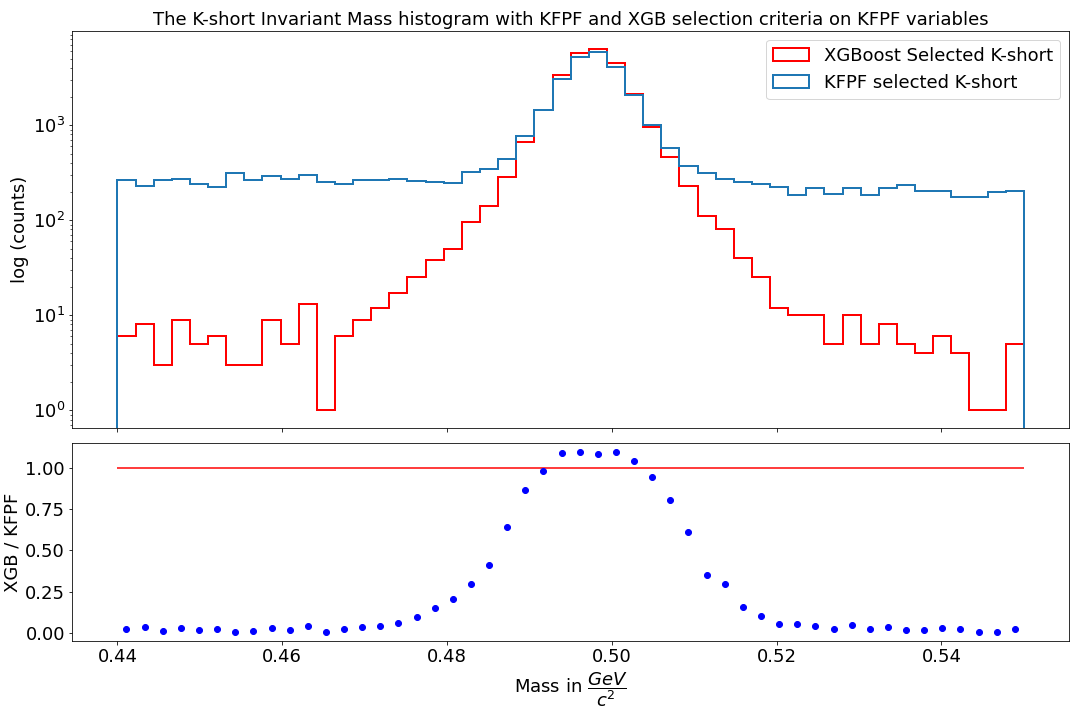 The K-short Invariant Mass histogram with KFPF and XGB selection criteria on KFPF variables
XGBoost Selected K-short
KFPF selected K-short
log (counts)
10³
10²
10¹
10⁰
XGB / KFPF
1.00
0.75
0.50
0.25
0.00
0.44 0.46 0.48 0.50 0.52 0.54
Mass in GeV/c²